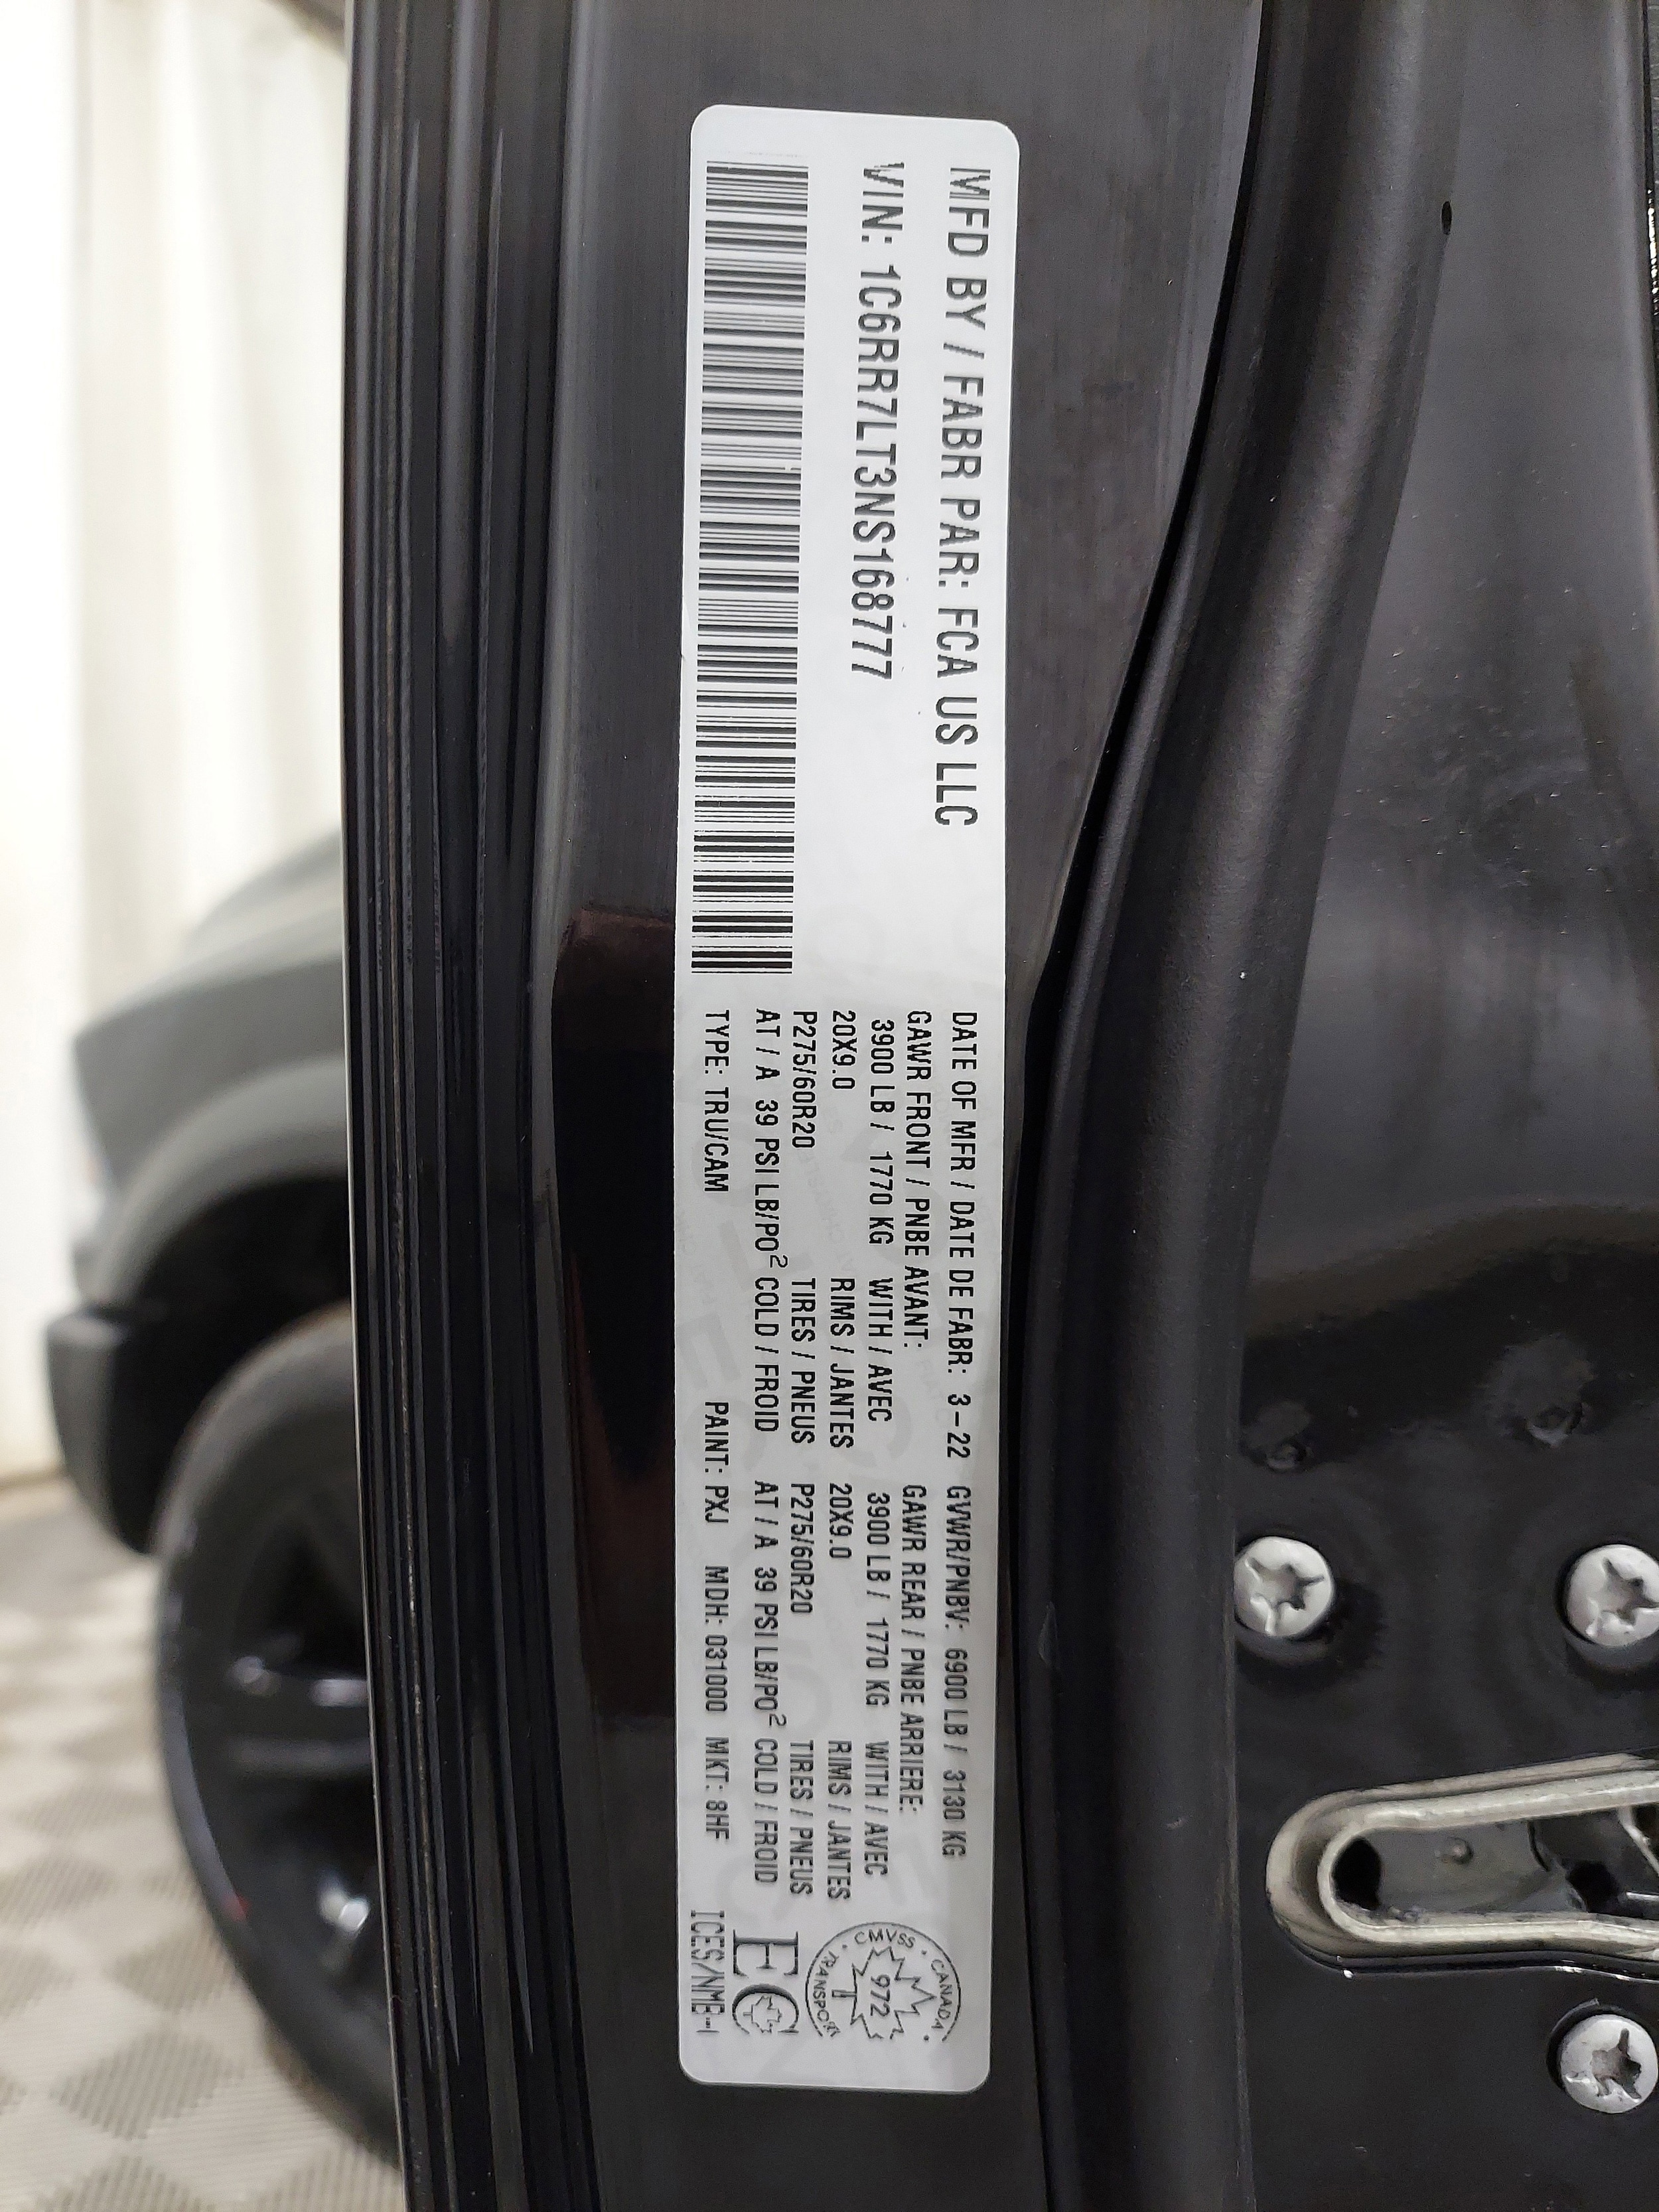 MFD BY / FABR PAR: FCA US LLC
VIN: 1C6RR7LT3NS168777
DATE OF MFR / DATE DE FABR: 3-22 GVWR/PNBV: 6900 LB / 3130 KG
GAWR FRONT / PNBE AVANT: GAWR REAR / PNBE ARRIERE:
3900 LB / 1770 KG WITH / AVEC 3900 LB / 1770 KG WITH / AVEC
20X9.0 RIMS / JANTES 20X9.0 RIMS / JANTES
P275/60R20 TIRES / PNEUS P275/60R20 TIRES / PNEUS
AT / A 39 PSI LB/PO² COLD / FROID AT / A 39 PSI LB/PO² COLD / FROID
TYPE: TRU/CAM PAINT: PXJ MDH: 031000 MKT: 8HF
CMVSS · CANADA ·
972
TRANSPORT
EC
ICES/NMB-